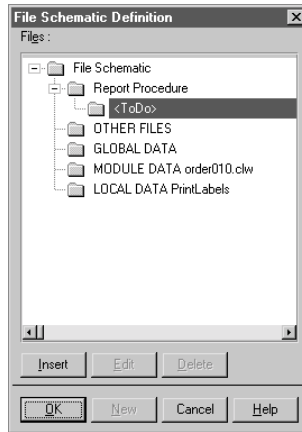 File Schematic Definition
Files :
File Schematic
Report Procedure
<ToDo>
OTHER FILES
GLOBAL DATA
MODULE DATA order010.clw
LOCAL DATA PrintLabels
Insert Edit Delete
OK New Cancel Help